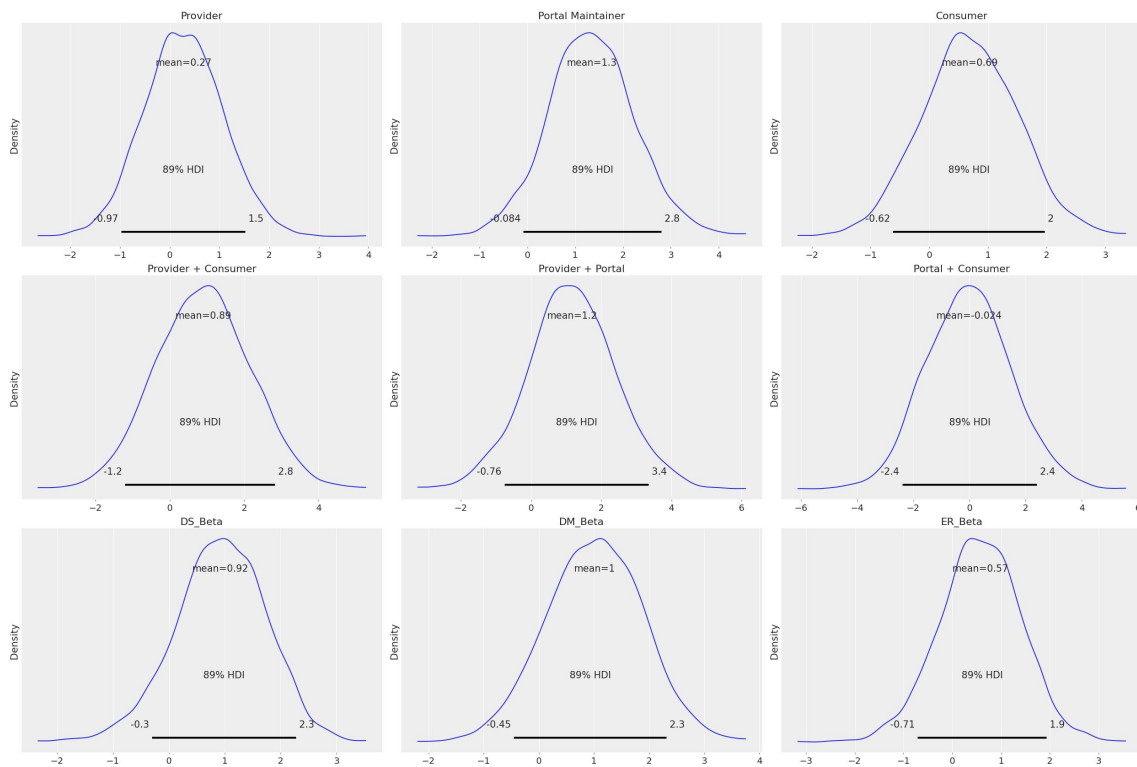 Provider
Portal Maintainer
Consumer
Density
mean=0.27
89% HDI
-0.97
1.5
−2 −1 0 1 2 3 4
Density
mean=1.3
89% HDI
-0.084
2.8
−2 −1 0 1 2 3 4
Density
mean=0.69
89% HDI
-0.62
2
−2 −1 0 1 2 3
Provider + Consumer
Provider + Portal
Portal + Consumer
Density
mean=0.89
89% HDI
-1.2
2.8
−2 0 2 4
Density
mean=1.2
89% HDI
-0.76
3.4
−2 0 2 4 6
Density
mean=-0.024
89% HDI
-2.4
2.4
−6 −4 −2 0 2 4 6
DS_Beta
DM_Beta
ER_Beta
Density
mean=0.92
89% HDI
-0.3
2.3
−2 −1 0 1 2 3
Density
mean=1
89% HDI
-0.45
2.3
−2 −1 0 1 2 3 4
Density
mean=0.57
89% HDI
-0.71
1.9
−3 −2 −1 0 1 2 3